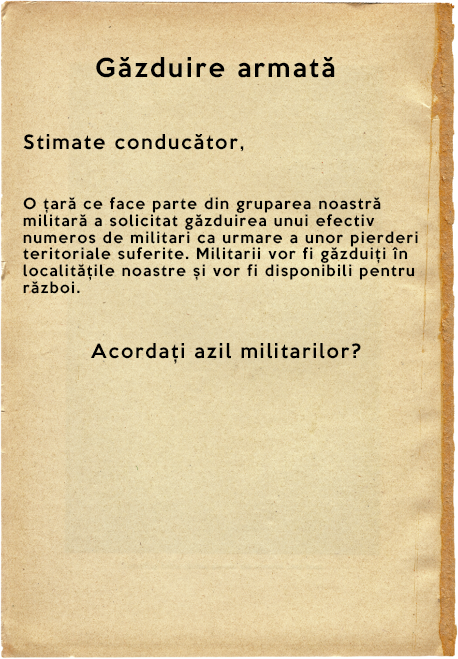 Găzduire armată
Stimate conducător,
O țară ce face parte din gruparea noastră
militară a solicitat găzduirea unui efectiv
numeros de militari ca urmare a unor pierderi
teritoriale suferite. Militarii vor fi găzduiți în
localitățile noastre și vor fi disponibili pentru
război.
Acordați azil militarilor?